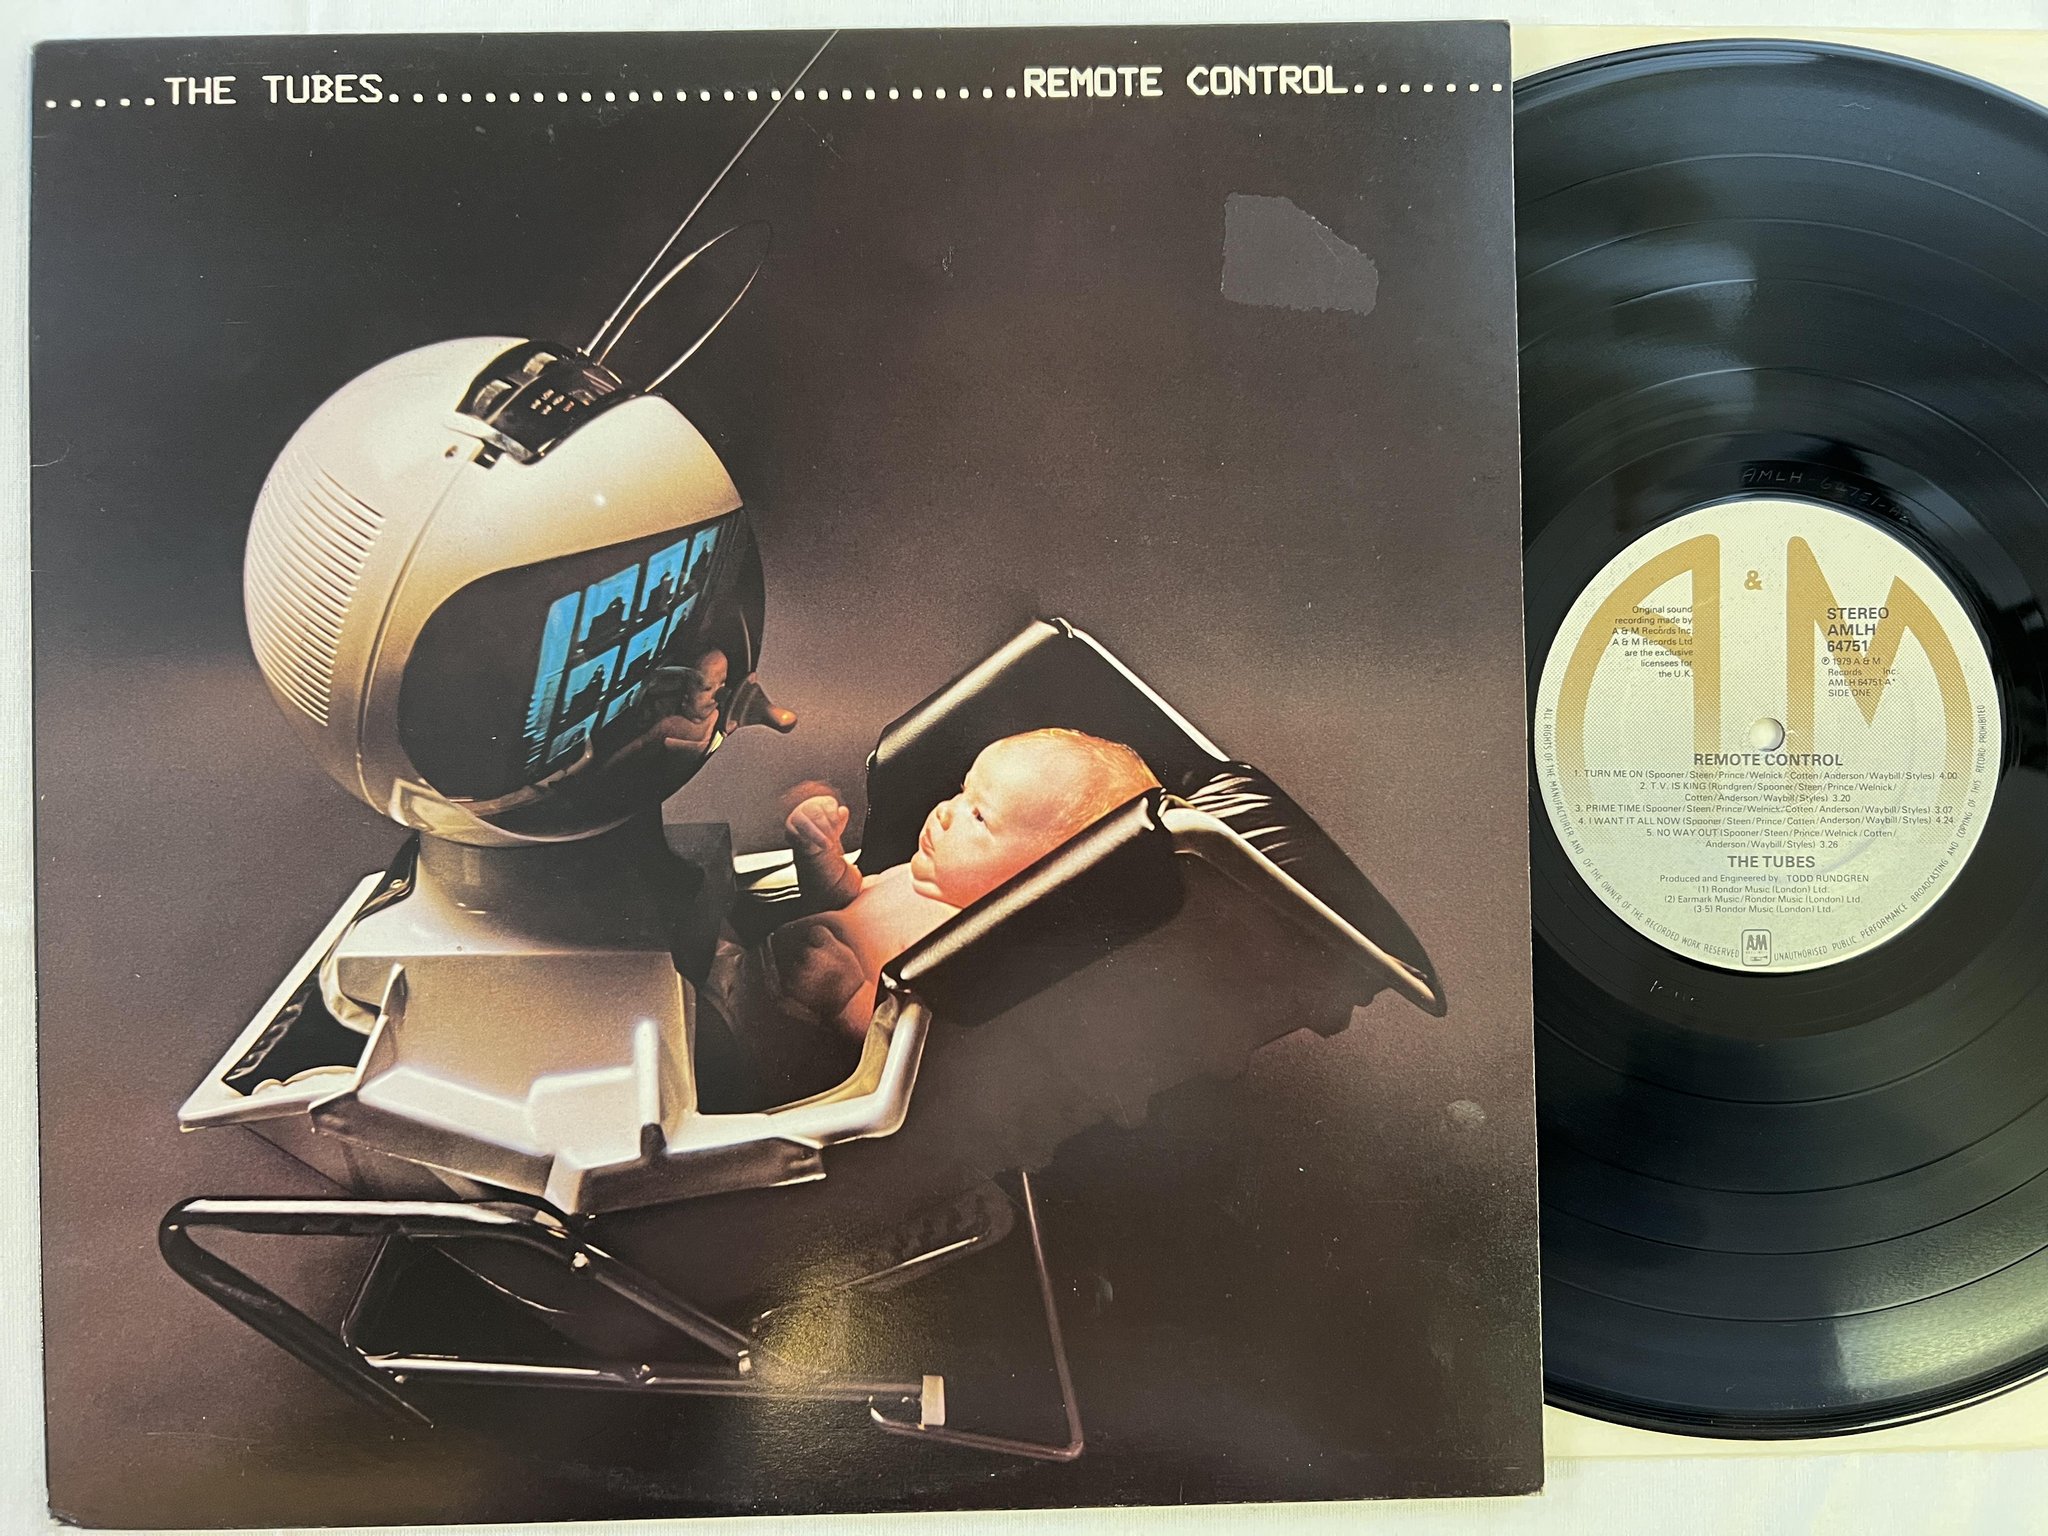 .....THE TUBES..........................REMOTE CONTROL.......
AMLH-64751-A2
A & M
Original sound
recording made by
A & M Records Inc.
A & M Records Ltd
are the exclusive
licensees for
the U.K.
STEREO
AMLH
64751
℗ 1979 A & M
Records Inc.
AMLH 64751 A*
SIDE ONE
REMOTE CONTROL
1. TURN ME ON (Spooner/Steen/Prince/Welnick/Cotten/Anderson/Waybill/Styles) 4.00
2. T.V. IS KING (Rundgren/Spooner/Steen/Prince/Welnick/
Cotten/Anderson/Waybill/Styles) 3.20
3. PRIME TIME (Spooner/Steen/Prince/Welnick/Cotten/Anderson/Waybill/Styles) 3.07
4. I WANT IT ALL NOW (Spooner/Steen/Prince/Cotten/Anderson/Waybill/Styles) 4.24
5. NO WAY OUT (Spooner/Steen/Prince/Welnick/Cotten/
Anderson/Waybill/Styles) 3.26
THE TUBES
Produced and Engineered by TODD RUNDGREN
(1) Rondor Music (London) Ltd.
(2) Earmark Music/Rondor Music (London) Ltd.
(3-5) Rondor Music (London) Ltd.
AM
ALL RIGHTS OF THE MANUFACTURER AND OF THE OWNER OF THE RECORDED WORK RESERVED
UNAUTHORISED PUBLIC PERFORMANCE BROADCASTING AND COPYING OF THIS RECORD PROHIBITED